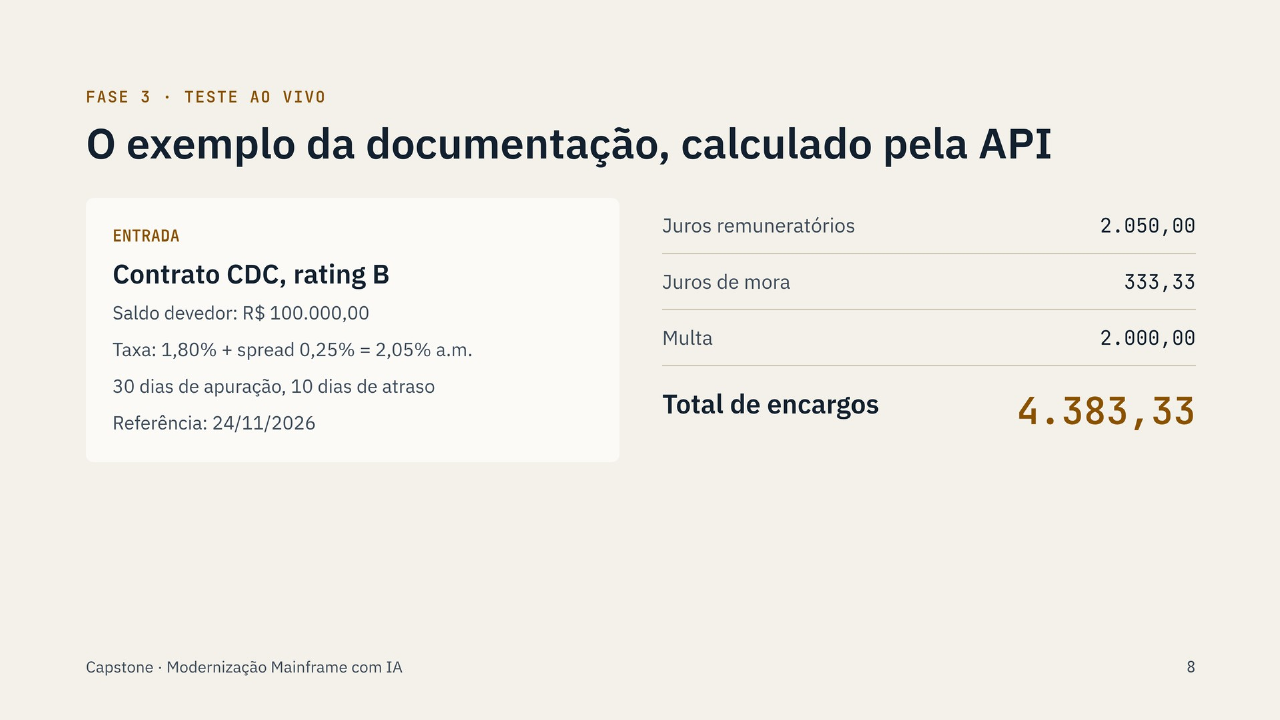 FASE 3 · TESTE AO VIVO
O exemplo da documentação, calculado pela API
ENTRADA
Contrato CDC, rating B
Saldo devedor: R$ 100.000,00
Taxa: 1,80% + spread 0,25% = 2,05% a.m.
30 dias de apuração, 10 dias de atraso
Referência: 24/11/2026
Juros remuneratórios 2.050,00
Juros de mora 333,33
Multa 2.000,00
Total de encargos 4.383,33
Capstone · Modernização Mainframe com IA 8